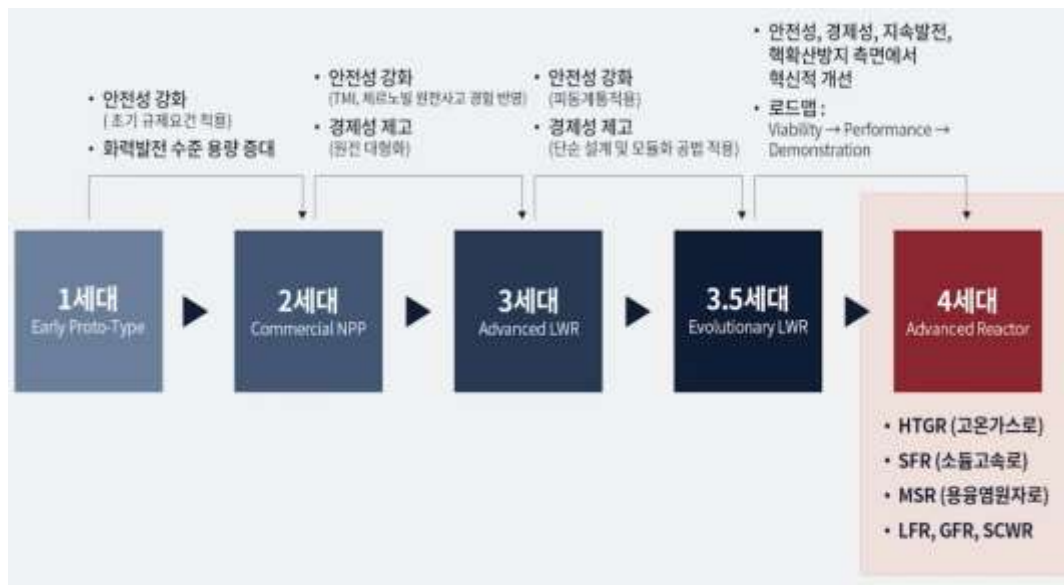 • 안전성 강화
( 초기 규제요건 적용)
• 화력발전 수준 용량 증대
• 안전성 강화
(TMI, 체르노빌 원전사고 경험 반영)
• 경제성 제고
(원전 대형화)
• 안전성 강화
(피동계통적용)
• 경제성 제고
(단순 설계 및 모듈화 공법 적용)
• 안전성, 경제성, 지속발전,
핵확산방지 측면에서
혁신적 개선
• 로드맵 :
Viability → Performance →
Demonstration
1세대
Early Proto-Type
2세대
Commercial NPP
3세대
Advanced LWR
3.5세대
Evolutionary LWR
4세대
Advanced Reactor
• HTGR (고온가스로)
• SFR (소듐고속로)
• MSR (용융염원자로)
• LFR, GFR, SCWR